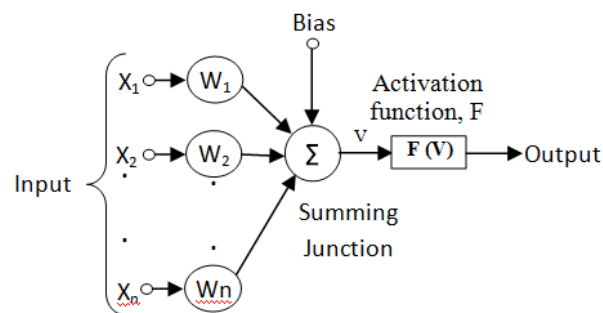 Bias
Activation
function, F
X1
W1
X2
W2
Σ
V
F (V)
Output
Input
Summing
Junction
Xn
Wn